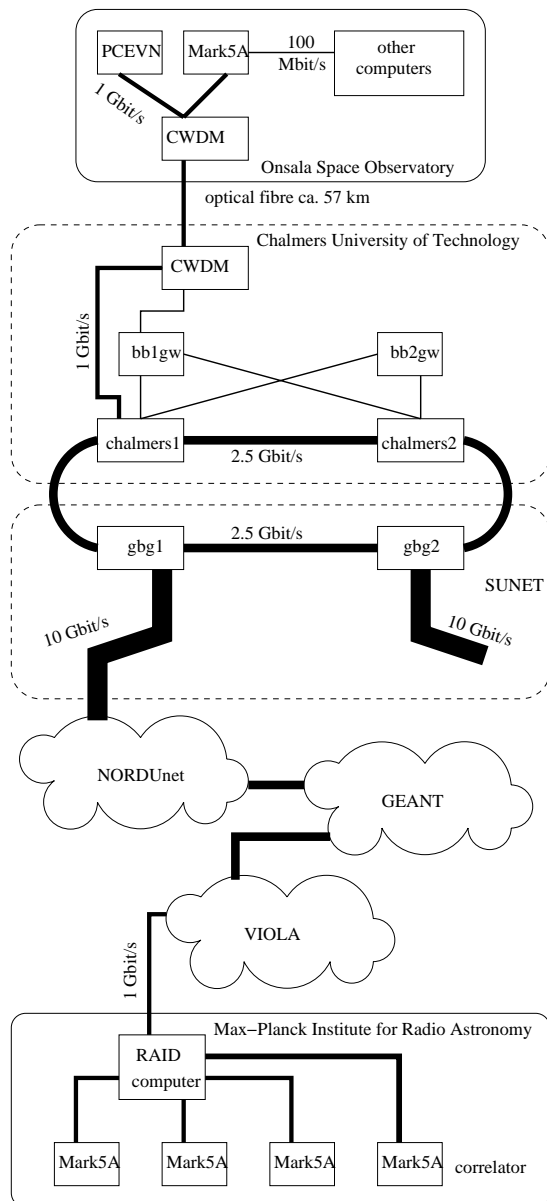 PCEVN
Mark5A
100
Mbit/s
other
computers
1 Gbit/s
CWDM
Onsala Space Observatory
optical fibre ca. 57 km
Chalmers University of Technology
CWDM
1 Gbit/s
bb1gw
bb2gw
chalmers1
2.5 Gbit/s
chalmers2
gbg1
2.5 Gbit/s
gbg2
SUNET
10 Gbit/s
10 Gbit/s
NORDUnet
GEANT
VIOLA
1 Gbit/s
Max−Planck Institute for Radio Astronomy
RAID
computer
Mark5A
Mark5A
Mark5A
Mark5A
correlator